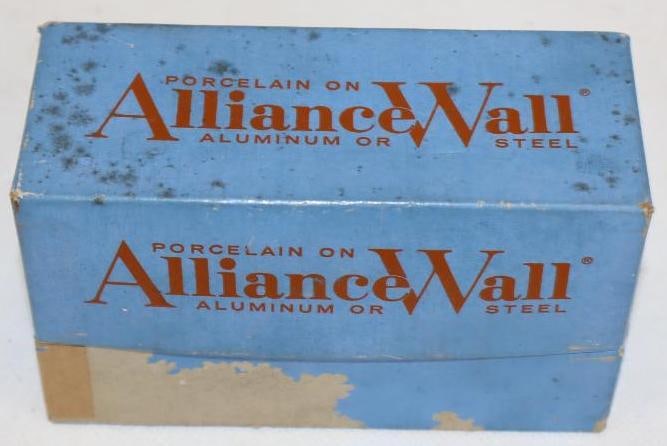 PORCELAIN ON
AllianceWall®
ALUMINUM OR STEEL
PORCELAIN ON
AllianceWall®
ALUMINUM OR STEEL